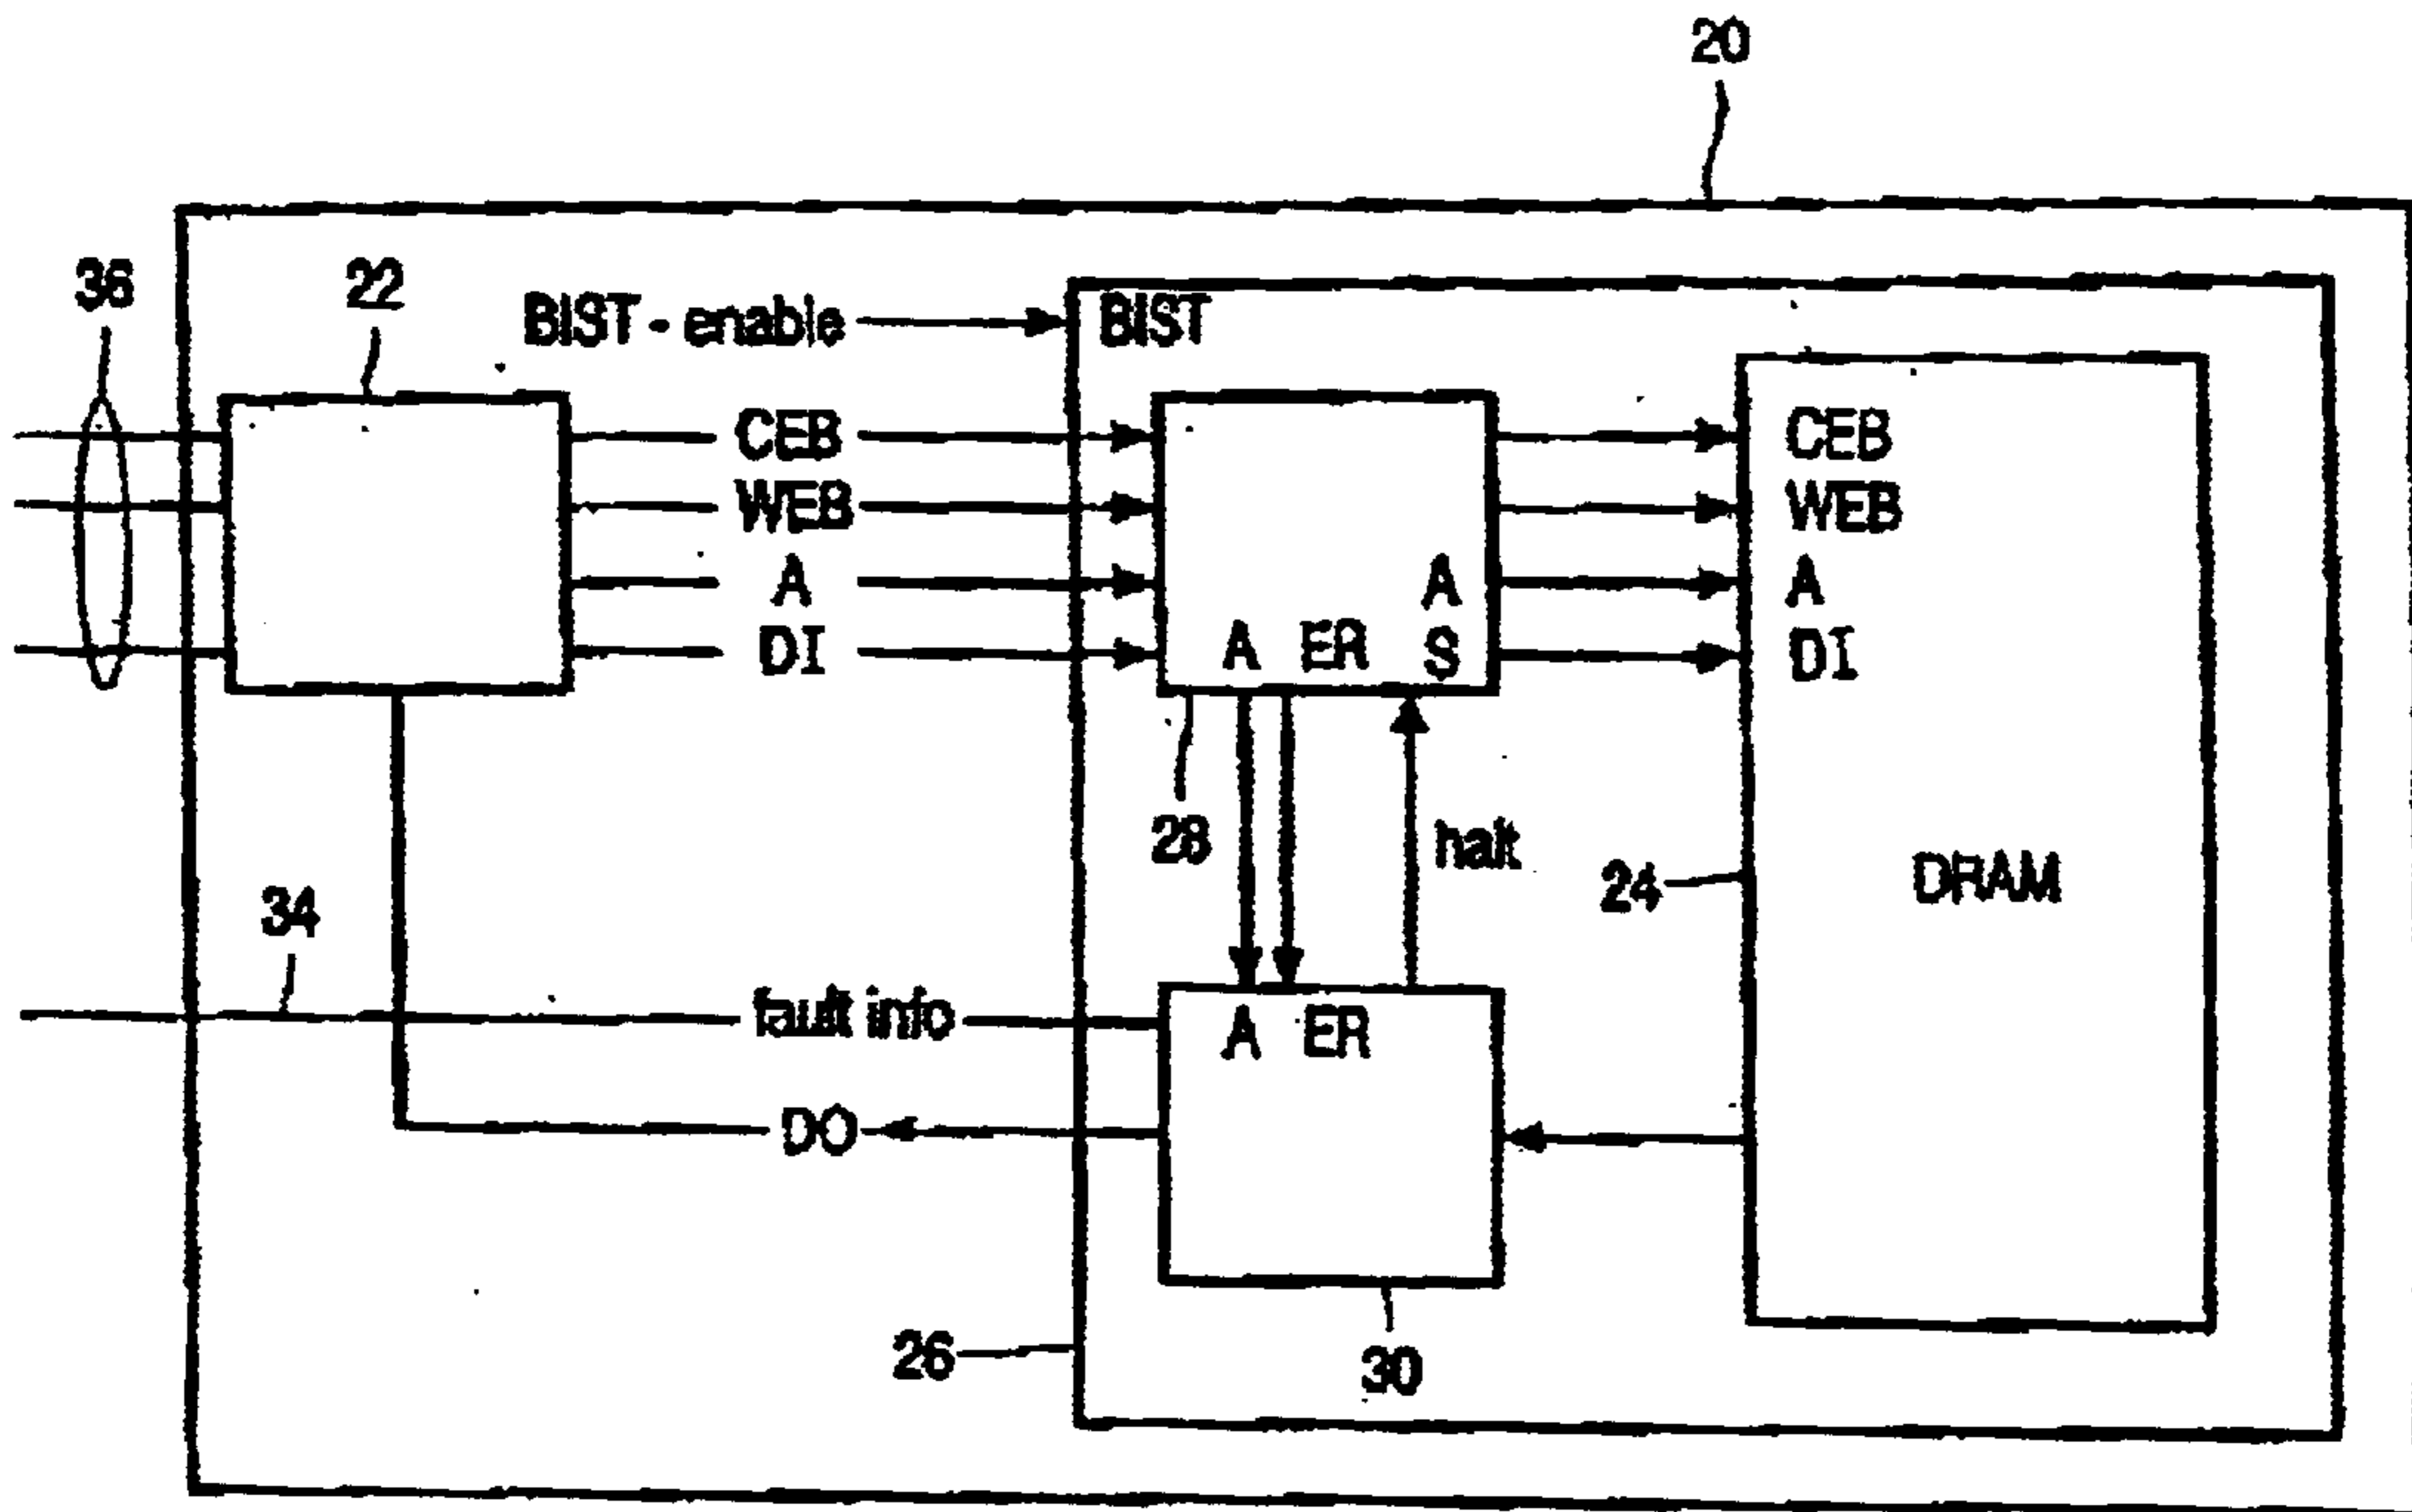 20
36
22
BIST - enable
BIST
CEB
CEB
WEB
WEB
A
A
A
DI
A ER
S
DI
28
halt
24
DRAM
34
fault info
A ER
DO
26
30